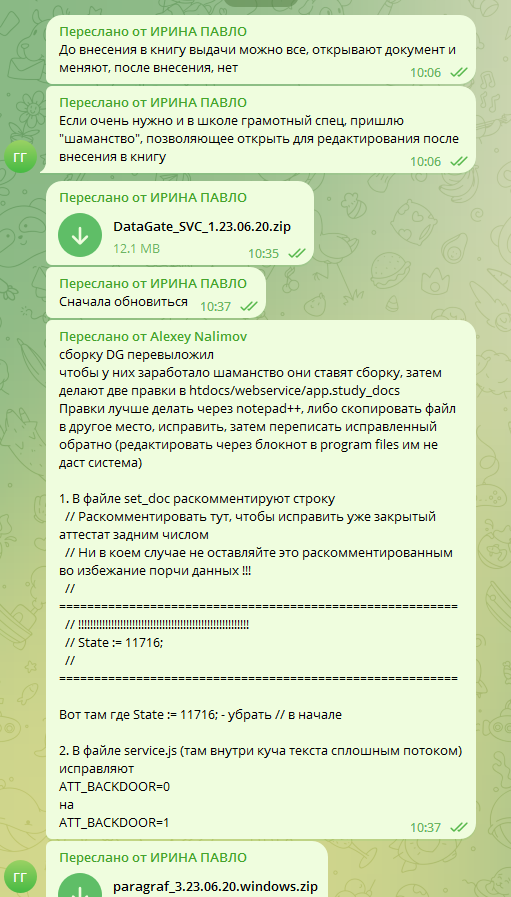 Переслано от ИРИНА ПАВЛО
До внесения в книгу выдачи можно все, открывают документ и
меняют, после внесения, нет
10:06
Переслано от ИРИНА ПАВЛО
Если очень нужно и в школе грамотный спец, пришлю
"шаманство", позволяющее открыть для редактирования после
внесения в книгу
10:06
ГГ
Переслано от ИРИНА ПАВЛО
DataGate_SVC_1.23.06.20.zip
12.1 MB
10:35
Переслано от ИРИНА ПАВЛО
Сначала обновиться
10:37
Переслано от Alexey Nalimov
сборку DG перевыложил
чтобы у них заработало шаманство они ставят сборку, затем
делают две правки в htdocs/webservice/app.study_docs
Правки лучше делать через notepad++, либо скопировать файл
в другое место, исправить, затем переписать исправленный
обратно (редактировать через блокнот в program files им не
даст система)
1. В файле set_doc раскомментируют строку
// Раскомментировать тут, чтобы исправить уже закрытый
аттестат задним числом
// Ни в коем случае не оставляйте это раскомментированным
во избежание порчи данных !!!
//
==========================================================
// !!!!!!!!!!!!!!!!!!!!!!!!!!!!!!!!!!!!!!!!!!!!!!!!!!!!!!!!!!
// State := 11716;
//
==========================================================
Вот там где State := 11716; - убрать // в начале
2. В файле service.js (там внутри куча текста сплошным потоком)
исправляют
ATT_BACKDOOR=0
на
ATT_BACKDOOR=1
10:37
Переслано от ИРИНА ПАВЛО
ГГ
paragraf_3.23.06.20.windows.zip